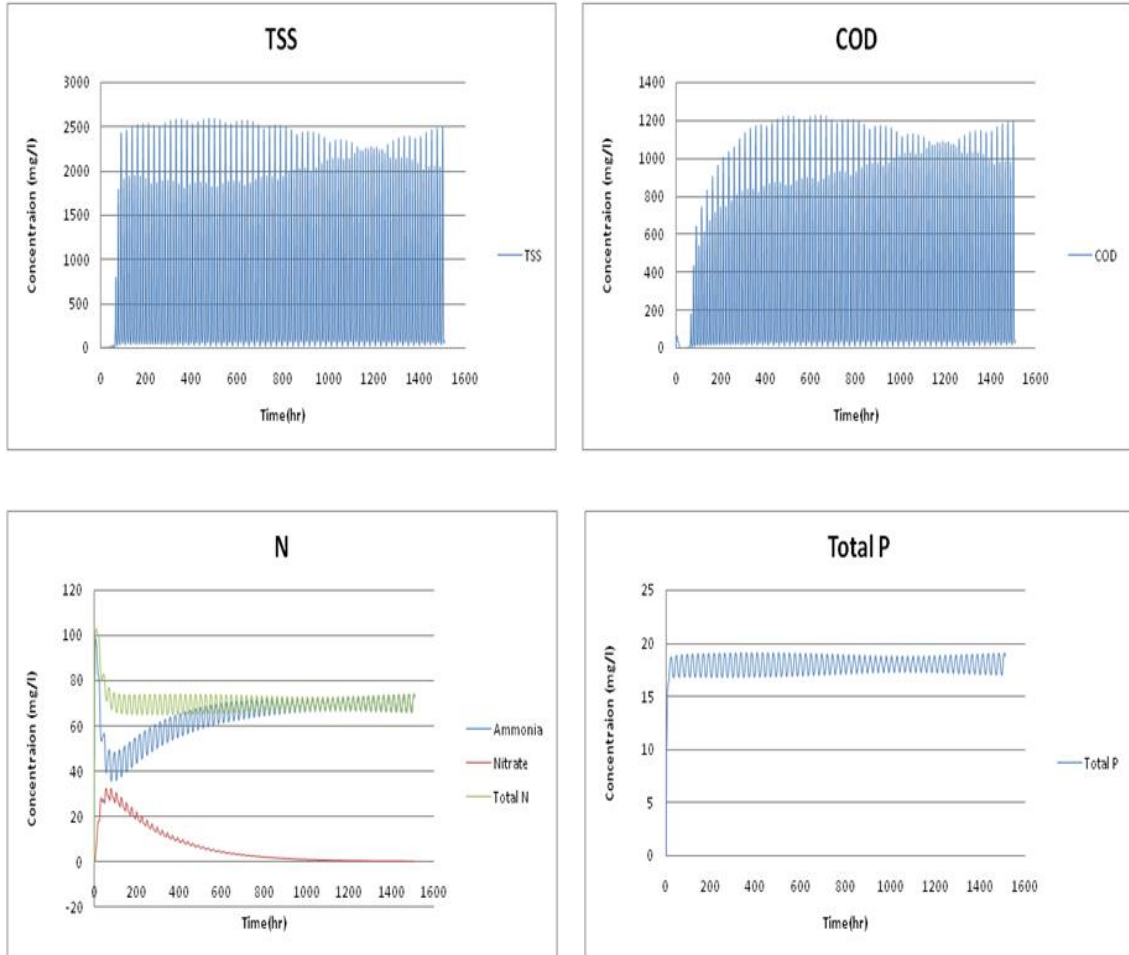 TSS
3000
2500
2000
1500
1000
500
0
0 200 400 600 800 1000 1200 1400 1600
Concentraion (mg/l)
Time(hr)
TSS
COD
1400
1200
1000
800
600
400
200
0
0 200 400 600 800 1000 1200 1400 1600
Concentraion (mg/l)
Time(hr)
COD
N
120
100
80
60
40
20
0
-20
0 200 400 600 800 1000 1200 1400 1600
Concentraion (mg/l)
Time(hr)
Ammonia
Nitrate
Total N
Total P
25
20
15
10
5
0
0 200 400 600 800 1000 1200 1400 1600
Concentraion (mg/l)
Time(hr)
Total P